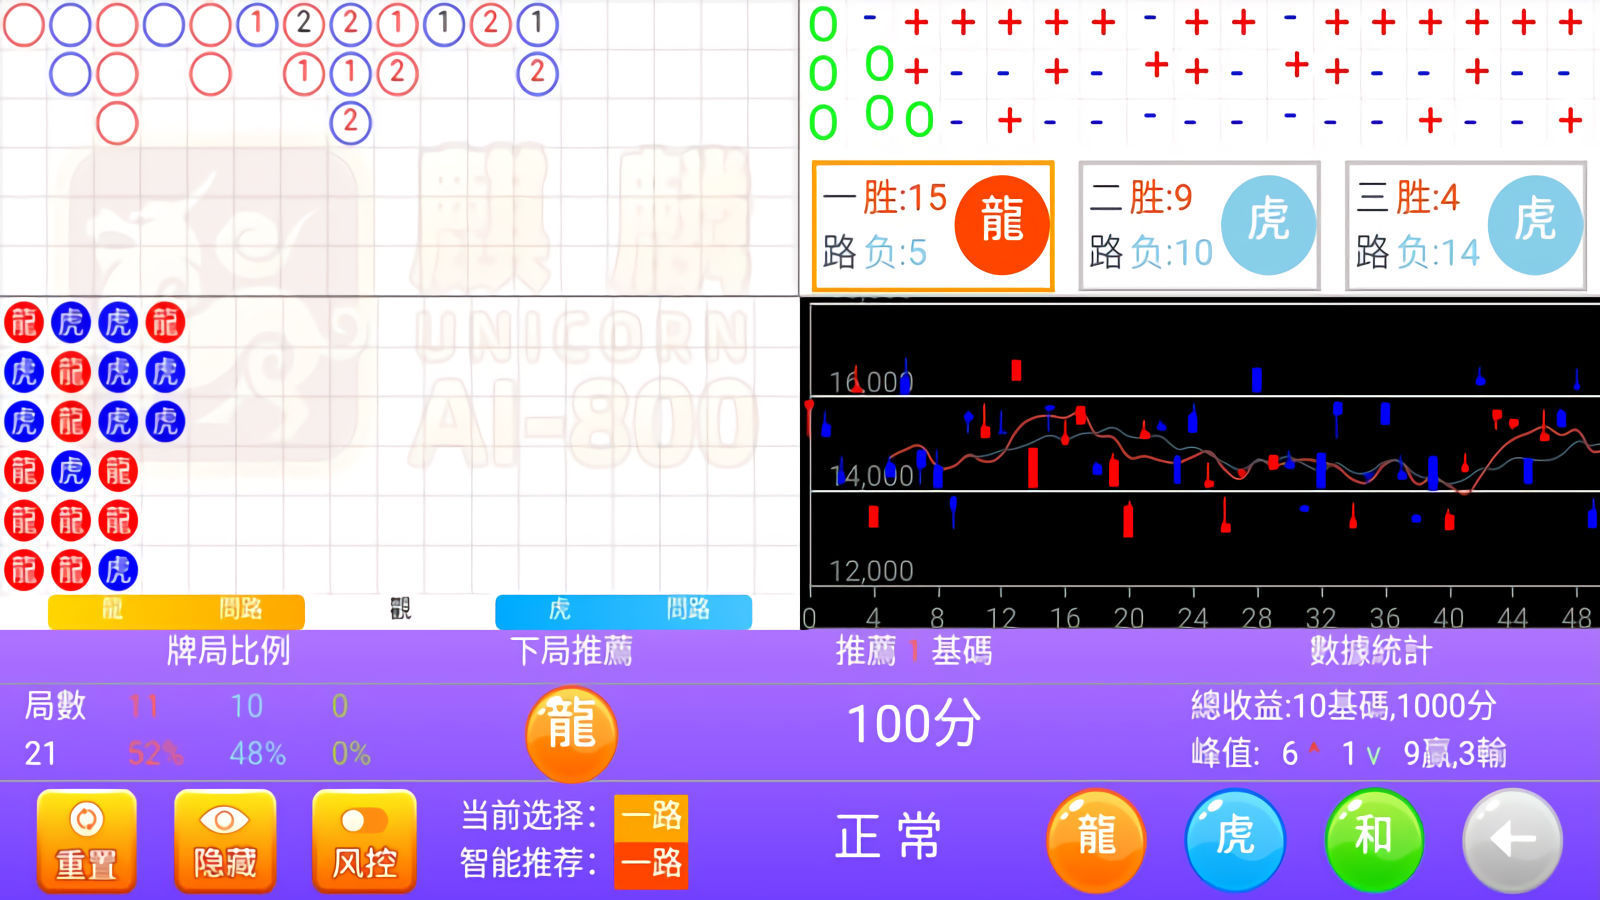 1 2 2 1 1 2 1
1 1 2 2
2
0 - + + + + + - + + - + + + + + +
0 0 + - - + - + + - + + - - + - -
0 0 0 - + - - - - - - - - + - - +
一 胜:15
路 负:5
龍
二 胜:9
路 负:10
虎
三 胜:4
路 负:14
虎
麒 麟
UNICORN
AI-800
龍 虎 虎 龍
虎 龍 虎 虎
虎 龍 虎 虎
龍 虎 龍
龍 龍 龍
龍 龍 虎
16,000
14,000
12,000
0 4 8 12 16 20 24 28 32 36 40 44 48
龍 問路
觀
虎 問路
牌局比例
下局推薦
推薦 1 基碼
數據統計
局數 11 10 0
21 52% 48% 0%
龍
100分
總收益:10基碼,1000分
峰值: 6 ^ 1 v 9贏,3輸
重置
隐藏
风控
当前选择: 一路
智能推荐: 一路
正常
龍
虎
和